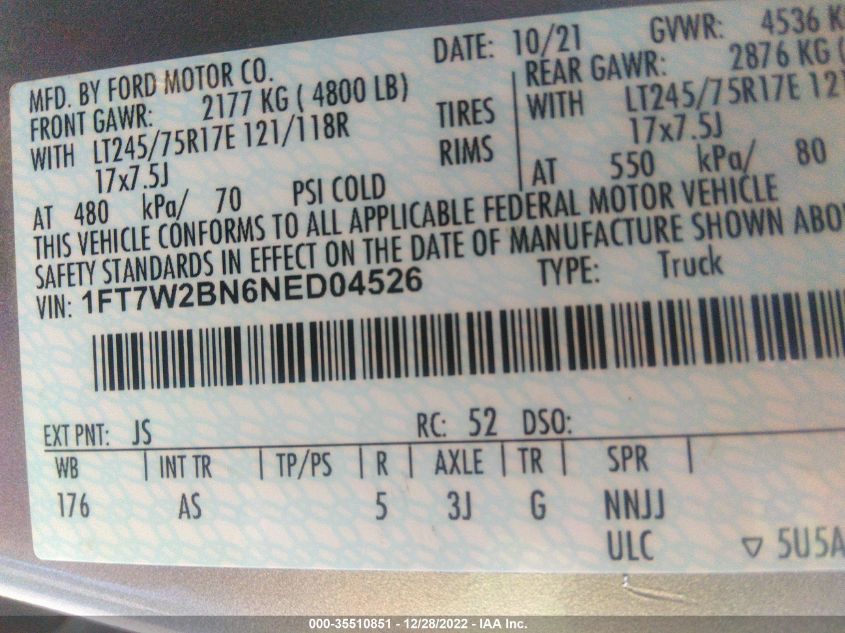 MFD. BY FORD MOTOR CO.
DATE: 10/21 GVWR: 4536 K
FRONT GAWR: 2177 KG ( 4800 LB) REAR GAWR: 2876 KG (
WITH LT245/75R17E 121/118R TIRES WITH LT245/75R17E 12
17x7.5J RIMS 17x7.5J
AT 480 kPa/ 70 PSI COLD AT 550 kPa/ 80
THIS VEHICLE CONFORMS TO ALL APPLICABLE FEDERAL MOTOR VEHICLE
SAFETY STANDARDS IN EFFECT ON THE DATE OF MANUFACTURE SHOWN ABO
VIN: 1FT7W2BN6NED04526 TYPE: Truck
EXT PNT: JS RC: 52 DSO:
WB | INT TR | TP/PS | R | AXLE | TR | SPR |
176 AS 5 3J G NNJJ
ULC ▽ 5U5A
000-35510851 - 12/28/2022 - IAA Inc.